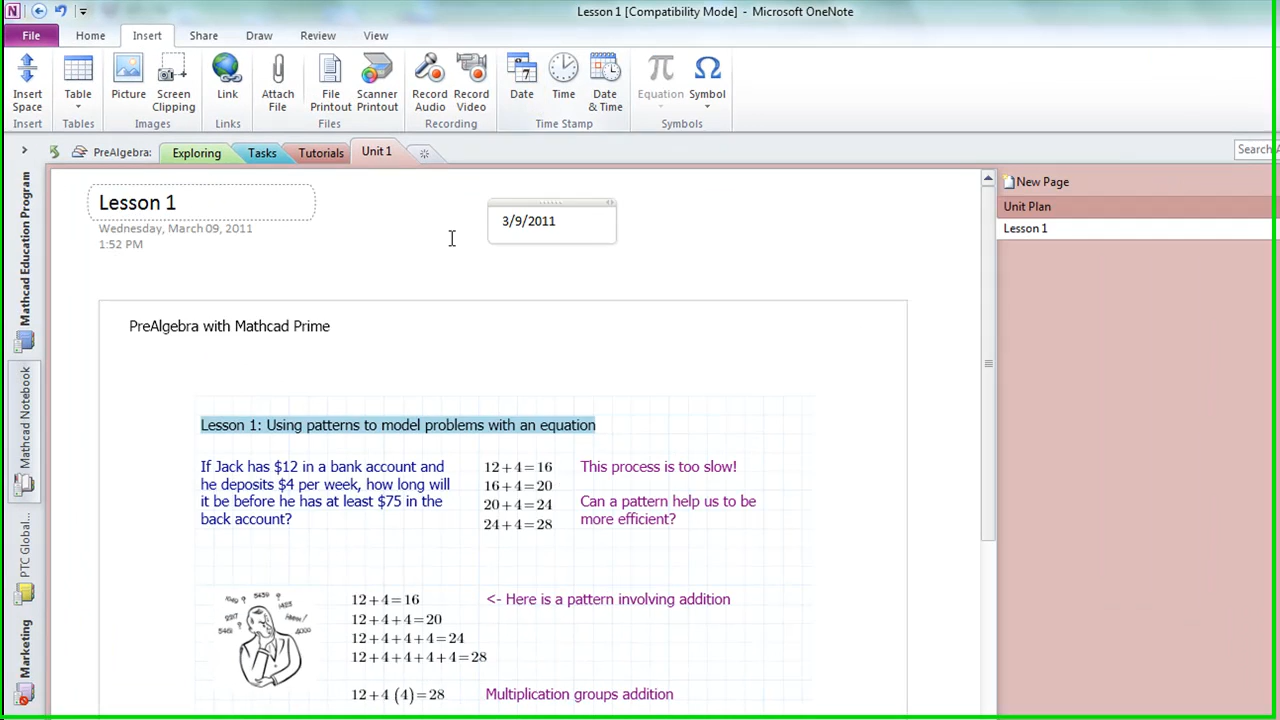 Lesson 1 [Compatibility Mode] - Microsoft OneNote
File Home Insert Share Draw Review View
Insert Space Table Picture Screen Clipping Link Attach File File Printout Scanner Printout Record Audio Record Video Date Time Date & Time Equation Symbol
7
π Ω
Insert Tables Images Links Files Recording Time Stamp Symbols
PreAlgebra: Exploring Tasks Tutorials Unit 1
Search
Mathcad Education Program
Mathcad Notebook
PTC Global...
Marketing
New Page
Unit Plan
Lesson 1
Lesson 1
Wednesday, March 09, 2011
1:52 PM
3/9/2011
PreAlgebra with Mathcad Prime
Lesson 1: Using patterns to model problems with an equation
If Jack has $12 in a bank account and
he deposits $4 per week, how long will
it be before he has at least $75 in the
back account?
12+4=16
16+4=20
20+4=24
24+4=28
This process is too slow!
Can a pattern help us to be
more efficient?
12+4=16
12+4+4=20
12+4+4+4=24
12+4+4+4+4=28
<- Here is a pattern involving addition
12+4 (4)=28
Multiplication groups addition